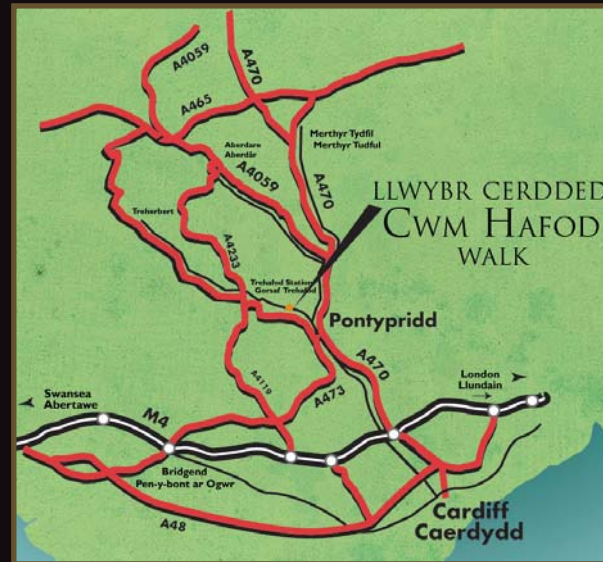 A4059
A470
A465
Aberdare
Aberdâr
Merthyr Tydfil
Merthyr Tudful
A4059
A470
Treherbert
LLWYBR CERDDED
CWM HAFOD
WALK
A4233
Trehafod Station
Gorsaf Trehafod
Pontypridd
A470
A4119
A473
London
Llundain
Swansea
Abertawe
M4
Bridgend
Pen-y-bont ar Ogwr
A48
Cardiff
Caerdydd